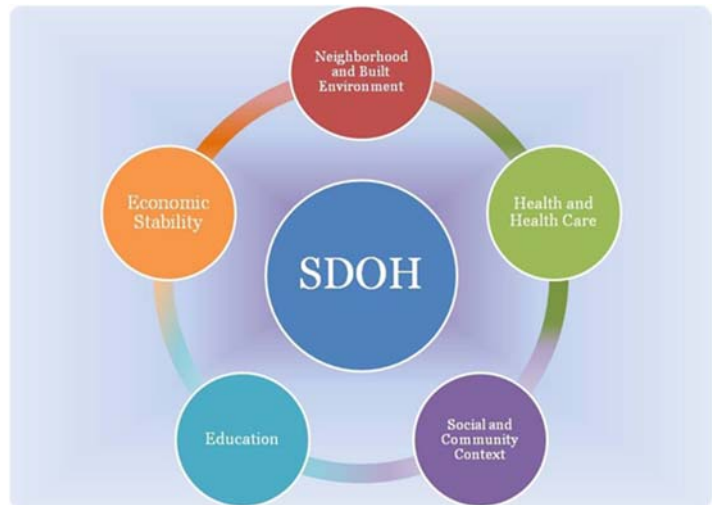 Neighborhood
and Built
Environment
Economic
Stability
Health and
Health Care
SDOH
Education
Social and
Community
Context